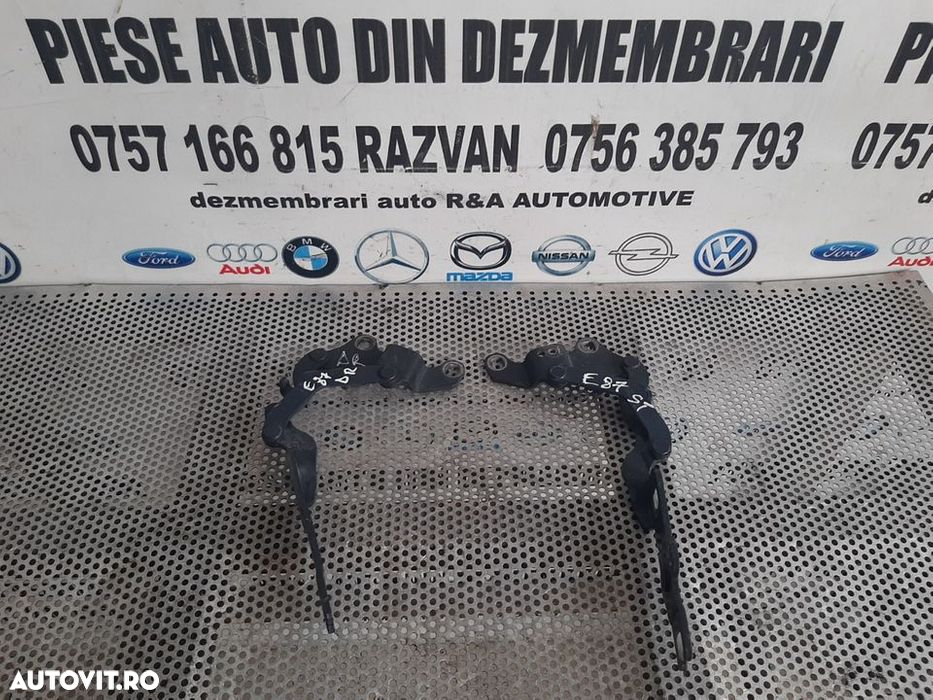 PIESE AUTO DIN DEZMEMBRARI
0757 166 815 RAZVAN 0756 385 793 0757
dezmembrari auto R&A AUTOMOTIVE
Ford Audi BMW mazda NISSAN Ford Audi
E87 DR
E87 ST
AUTOVIT.RO